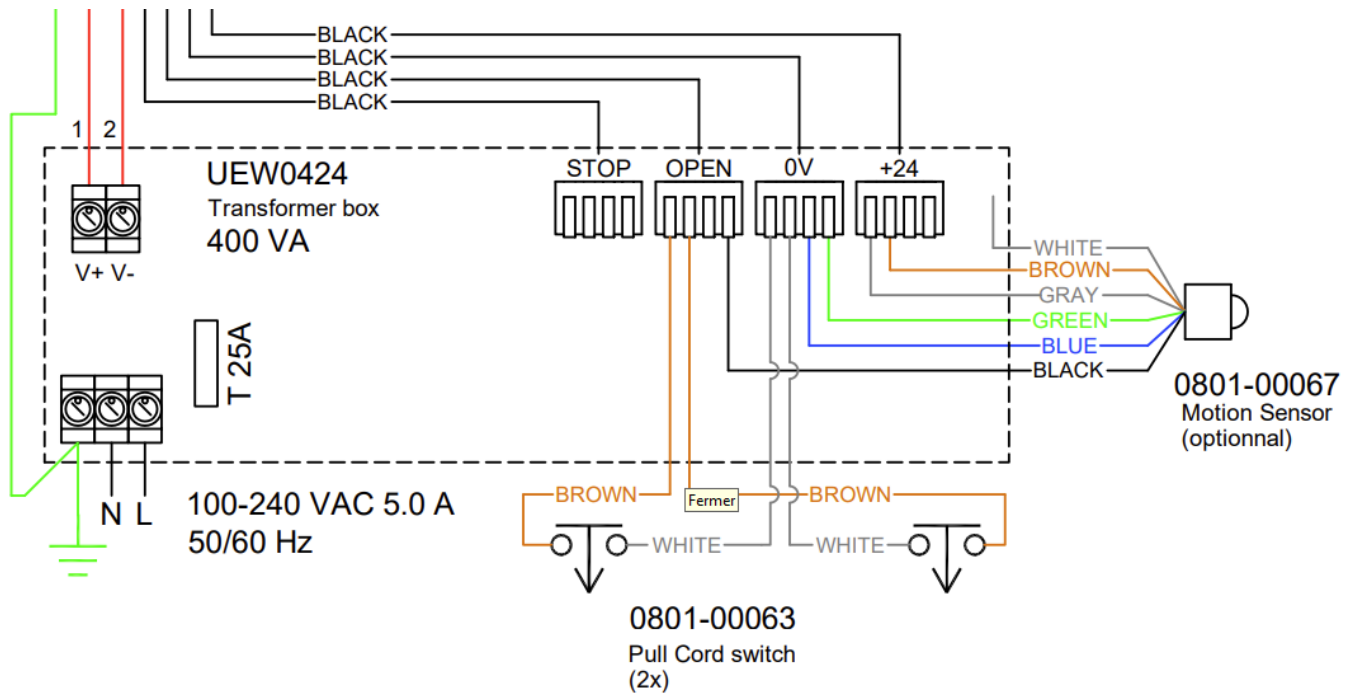 BLACK
BLACK
BLACK
BLACK
1 2
UEW0424
Transformer box
400 VA
STOP OPEN 0V +24
V+ V-
T 25A
WHITE
BROWN
GRAY
GREEN
BLUE
BLACK
0801-00067
Motion Sensor
(optionnal)
N L
100-240 VAC 5.0 A
50/60 Hz
BROWN
Fermer
BROWN
WHITE
WHITE
0801-00063
Pull Cord switch
(2x)